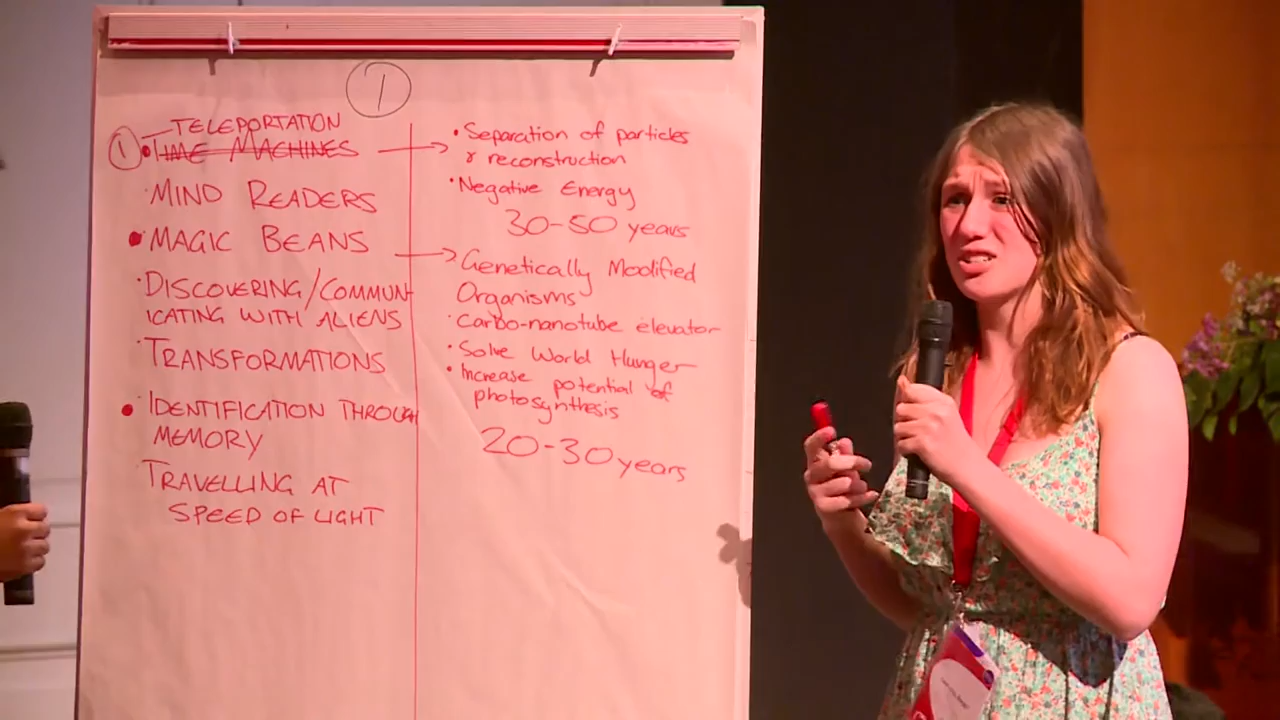 1
TELEPORTATION
1 • TIME MACHINES
• MIND READERS
• MAGIC BEANS
• DISCOVERING/COMMUN-
ICATING WITH ALIENS
• TRANSFORMATIONS
• IDENTIFICATION THROUGH
MEMORY
• TRAVELLING AT
SPEED OF LIGHT
• Separation of particles
& reconstruction
• Negative Energy
30-50 years
Genetically Modified
Organisms
• Carbo-nanotube elevator
• Solve World Hunger
• Increase potential of
photosynthesis
20-30 years